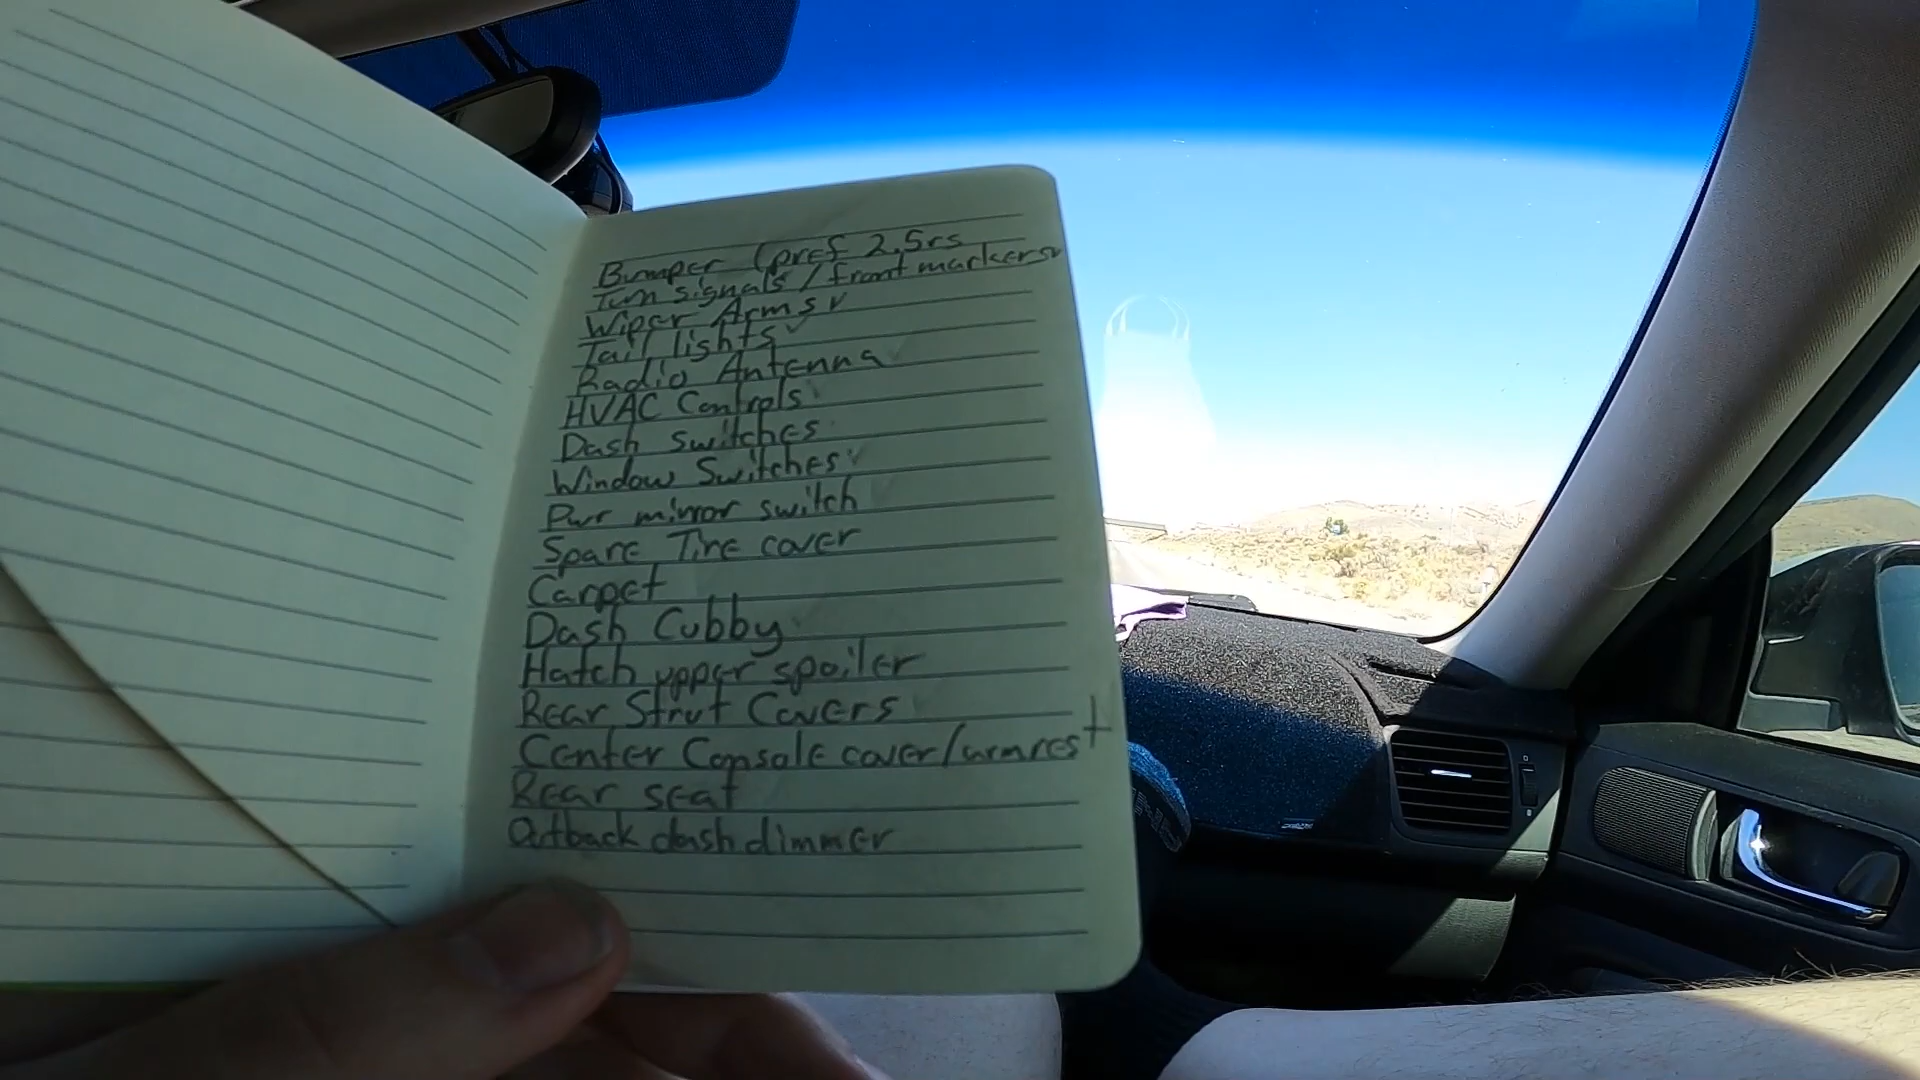 Bumper (pref 2.5rs
Turn signals / front markers ✓
Wiper Arms ✓
Tail lights ✓
Radio Antenna ✓
HVAC Controls ✓
Dash switches
Window Switches ✓
Pwr mirror switch ✓
Spare Tire cover
Carpet
Dash Cubby
Hatch upper spoiler
Rear Strut Covers
Center Console cover/armrest
Rear seat
Outback dash dimmer